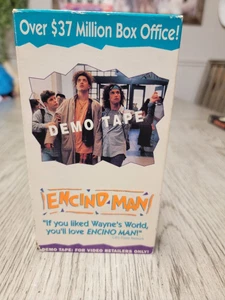 Over $37 Million Box Office!
DEMO TAPE
ENCINO MAN
"If you liked Wayne's World,
you'll love ENCINO MAN!"
DEMO TAPE: FOR VIDEO RETAILERS ONLY!